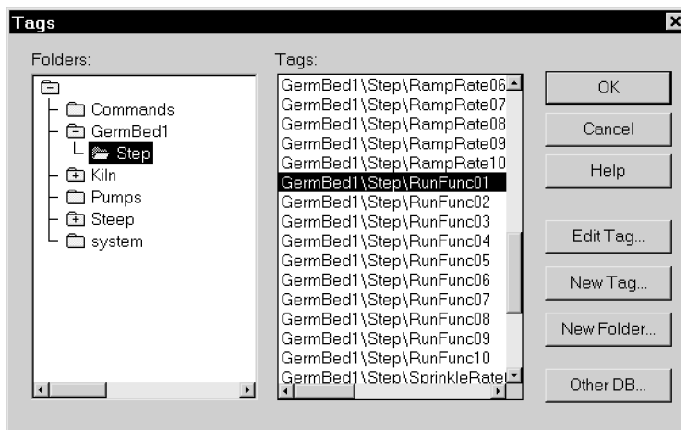 Tags
Folders:
Commands
GermBed1
Step
Kiln
Pumps
Steep
system
Tags:
GermBed1\Step\RampRate06
GermBed1\Step\RampRate07
GermBed1\Step\RampRate08
GermBed1\Step\RampRate09
GermBed1\Step\RampRate10
GermBed1\Step\RunFunc01
GermBed1\Step\RunFunc02
GermBed1\Step\RunFunc03
GermBed1\Step\RunFunc04
GermBed1\Step\RunFunc05
GermBed1\Step\RunFunc06
GermBed1\Step\RunFunc07
GermBed1\Step\RunFunc08
GermBed1\Step\RunFunc09
GermBed1\Step\RunFunc10
GermBed1\Step\SprinkleRate
OK
Cancel
Help
Edit Tag...
New Tag...
New Folder...
Other DB...